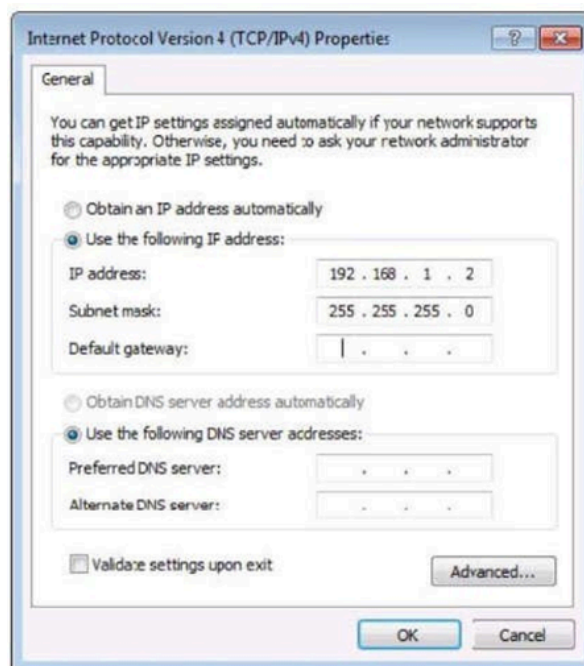 Internet Protocol Version 4 (TCP/IPv4) Properties
General
You can get IP settings assigned automatically if your network supports
this capability. Otherwise, you need to ask your network administrator
for the appropriate IP settings.
Obtain an IP address automatically
Use the following IP address:
IP address: 192 . 168 . 1 . 2
Subnet mask: 255 . 255 . 255 . 0
Default gateway: . . .
Obtain DNS server address automatically
Use the following DNS server addresses:
Preferred DNS server: . . .
Alternate DNS server: . . .
Validate settings upon exit
Advanced...
OK Cancel